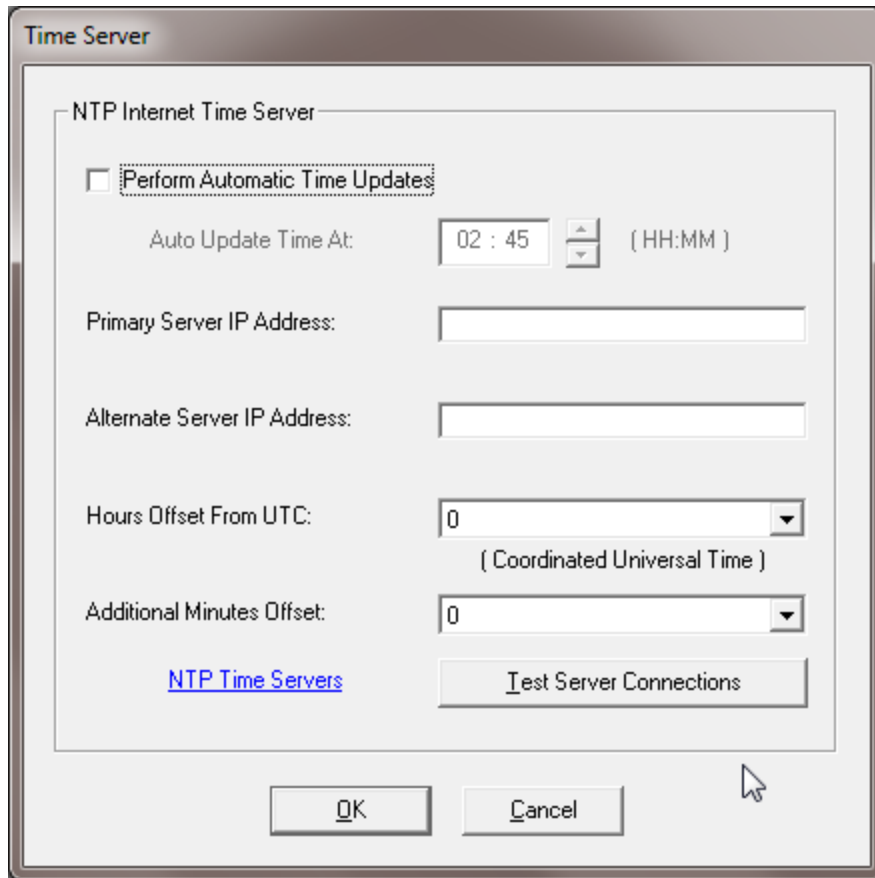 Time Server
NTP Internet Time Server
Perform Automatic Time Updates
Auto Update Time At: 02 : 45 ( HH:MM )
Primary Server IP Address:
Alternate Server IP Address:
Hours Offset From UTC: 0
( Coordinated Universal Time )
Additional Minutes Offset: 0
NTP Time Servers Test Server Connections
OK Cancel